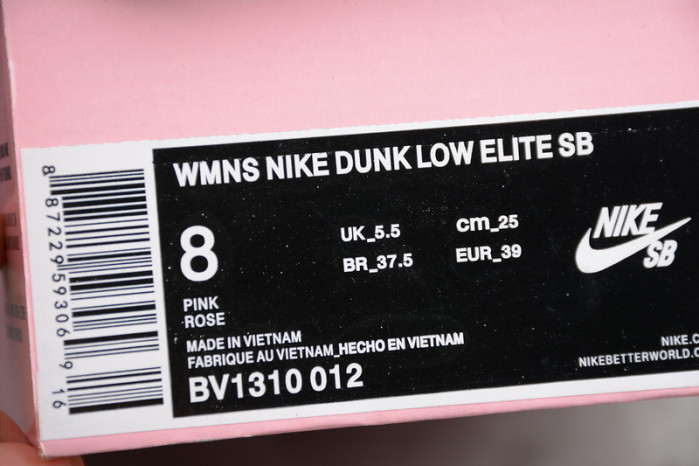 WMNS NIKE DUNK LOW ELITE SB
8
UK_5.5
cm_25
BR_37.5
EUR_39
PINK
ROSE
NIKE
SB
MADE IN VIETNAM
FABRIQUE AU VIETNAM_HECHO EN VIETNAM
BV1310 012
NIKE.C
NIKEBETTERWORLD.C
8 87229 59306 9 16